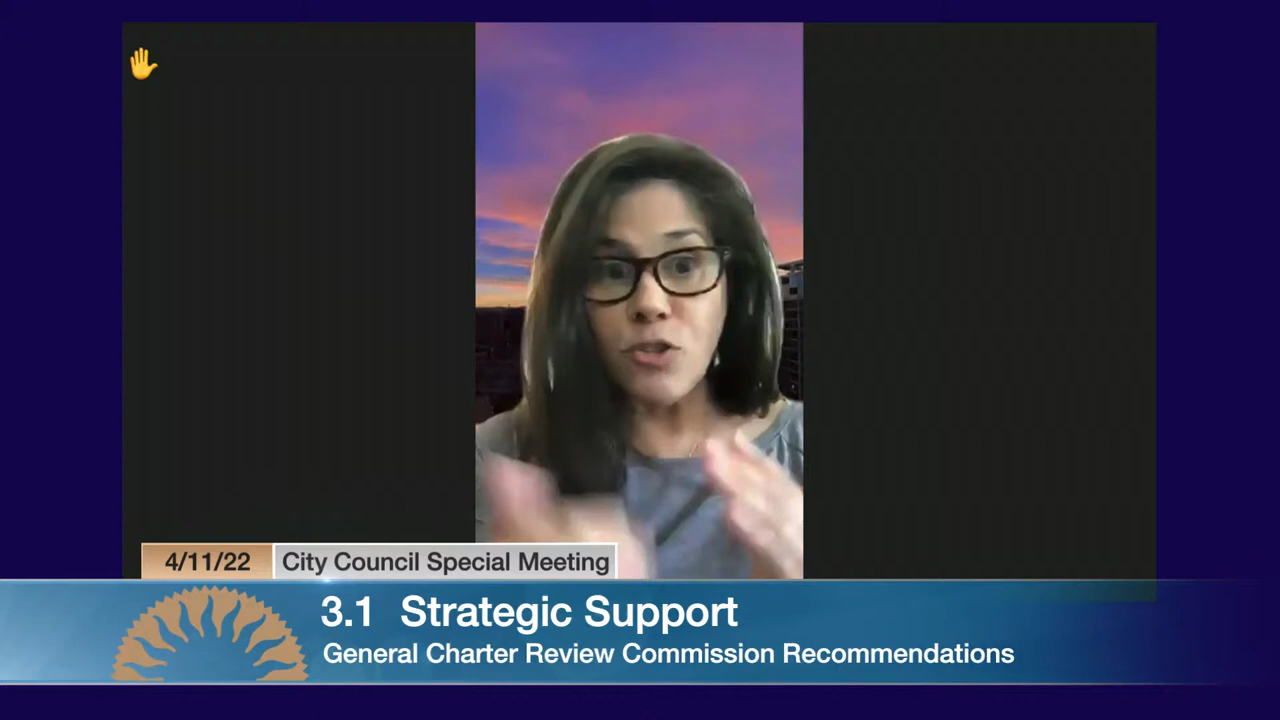 4/11/22 City Council Special Meeting
3.1 Strategic Support
General Charter Review Commission Recommendations